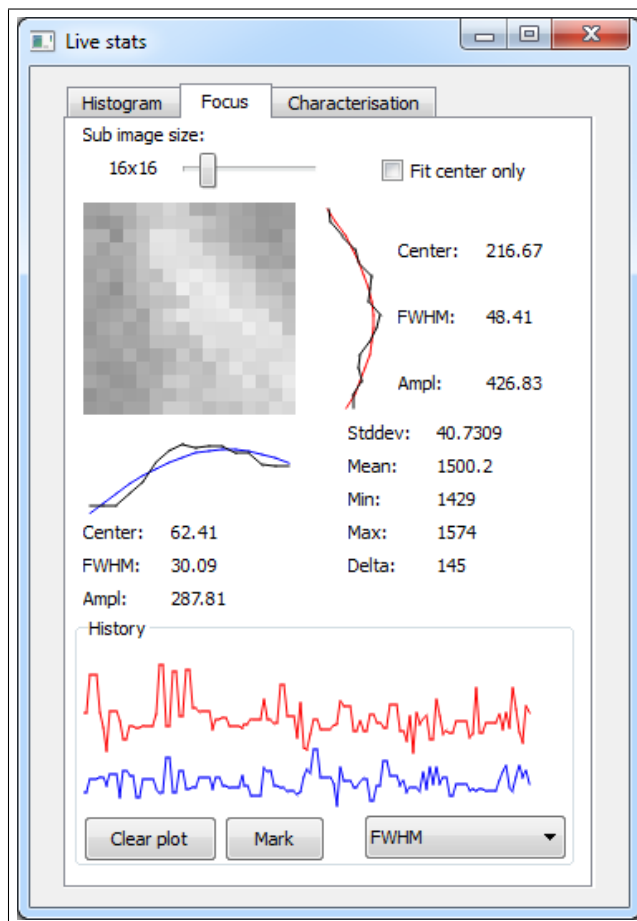 Live stats
Histogram Focus Characterisation
Sub image size:
16x16
Fit center only
Center: 216.67
FWHM: 48.41
Ampl: 426.83
Stddev: 40.7309
Mean: 1500.2
Min: 1429
Max: 1574
Delta: 145
Center: 62.41
FWHM: 30.09
Ampl: 287.81
History
Clear plot Mark FWHM